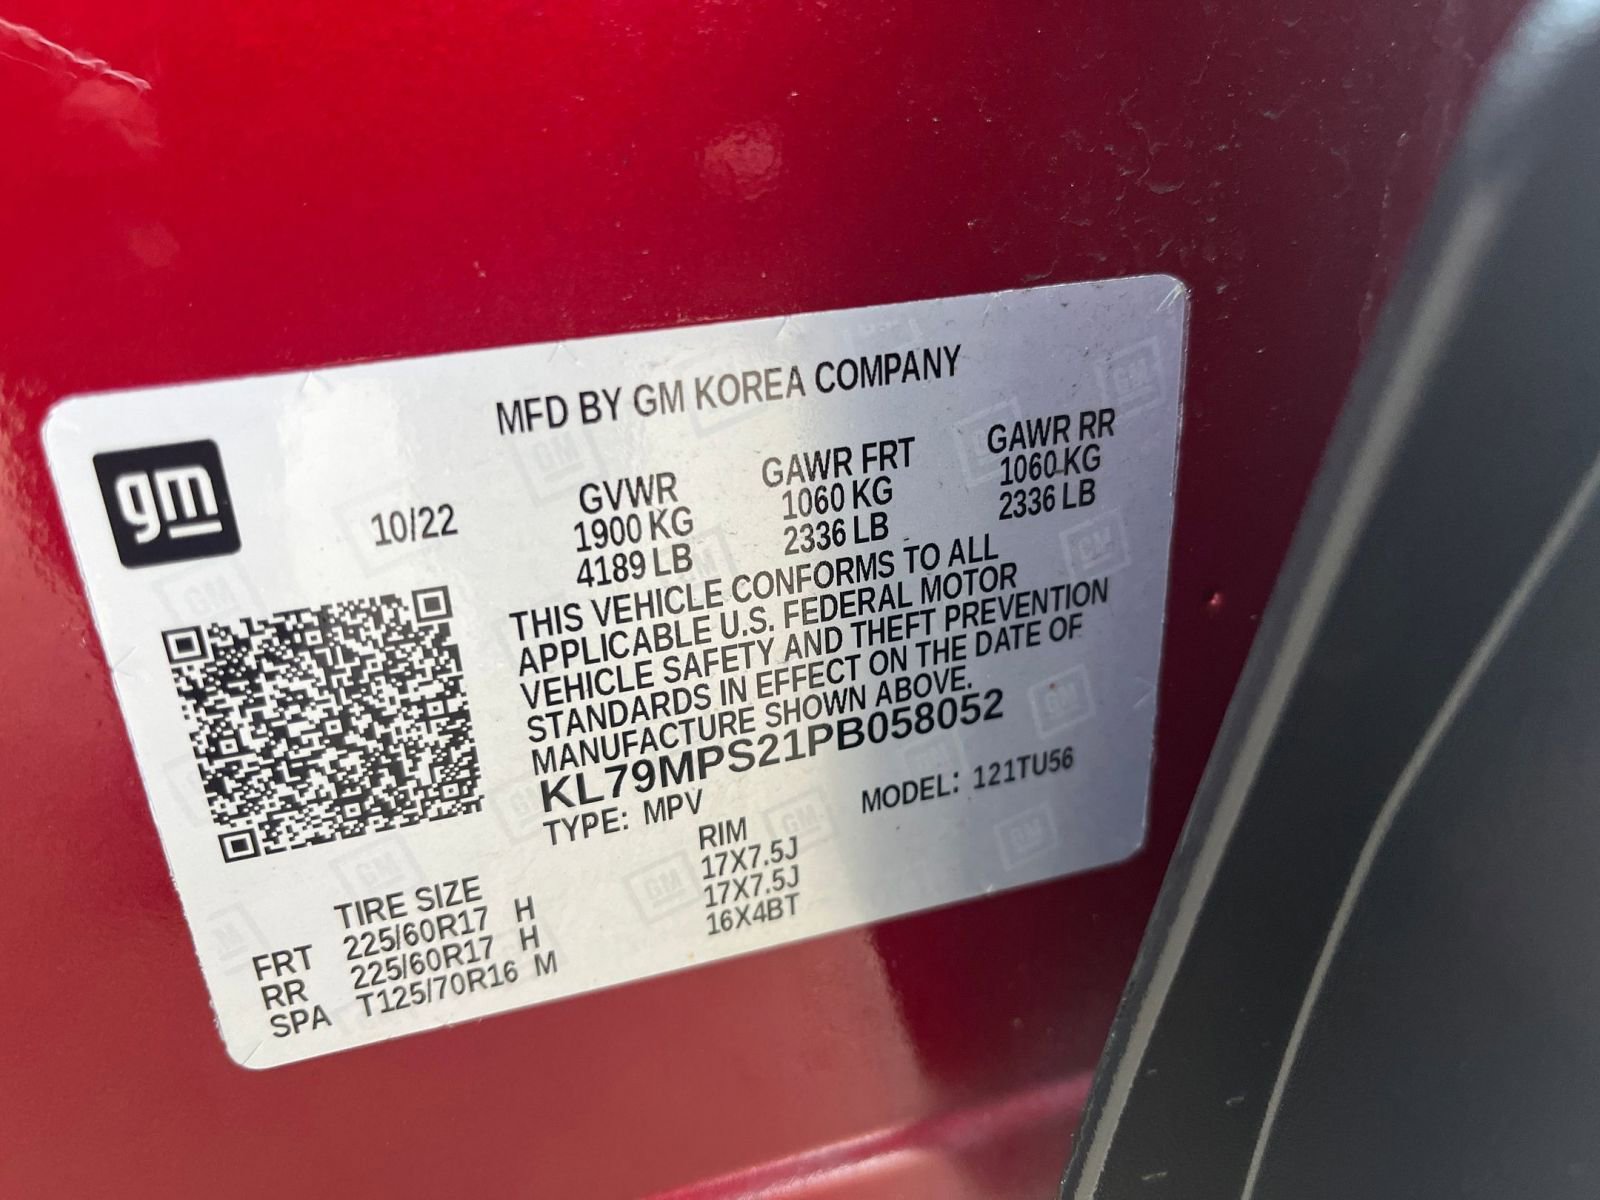 MFD BY GM KOREA COMPANY
gm
10/22
GVWR GAWR FRT GAWR RR
1900 KG 1060 KG 1060 KG
4189 LB 2336 LB 2336 LB
THIS VEHICLE CONFORMS TO ALL
APPLICABLE U.S. FEDERAL MOTOR
VEHICLE SAFETY AND THEFT PREVENTION
STANDARDS IN EFFECT ON THE DATE OF
MANUFACTURE SHOWN ABOVE.
KL79MPS21PB058052
TYPE: MPV MODEL: 121TU56
TIRE SIZE RIM
FRT 225/60R17 H 17X7.5J
RR 225/60R17 H 17X7.5J
SPA T125/70R16 M 16X4BT